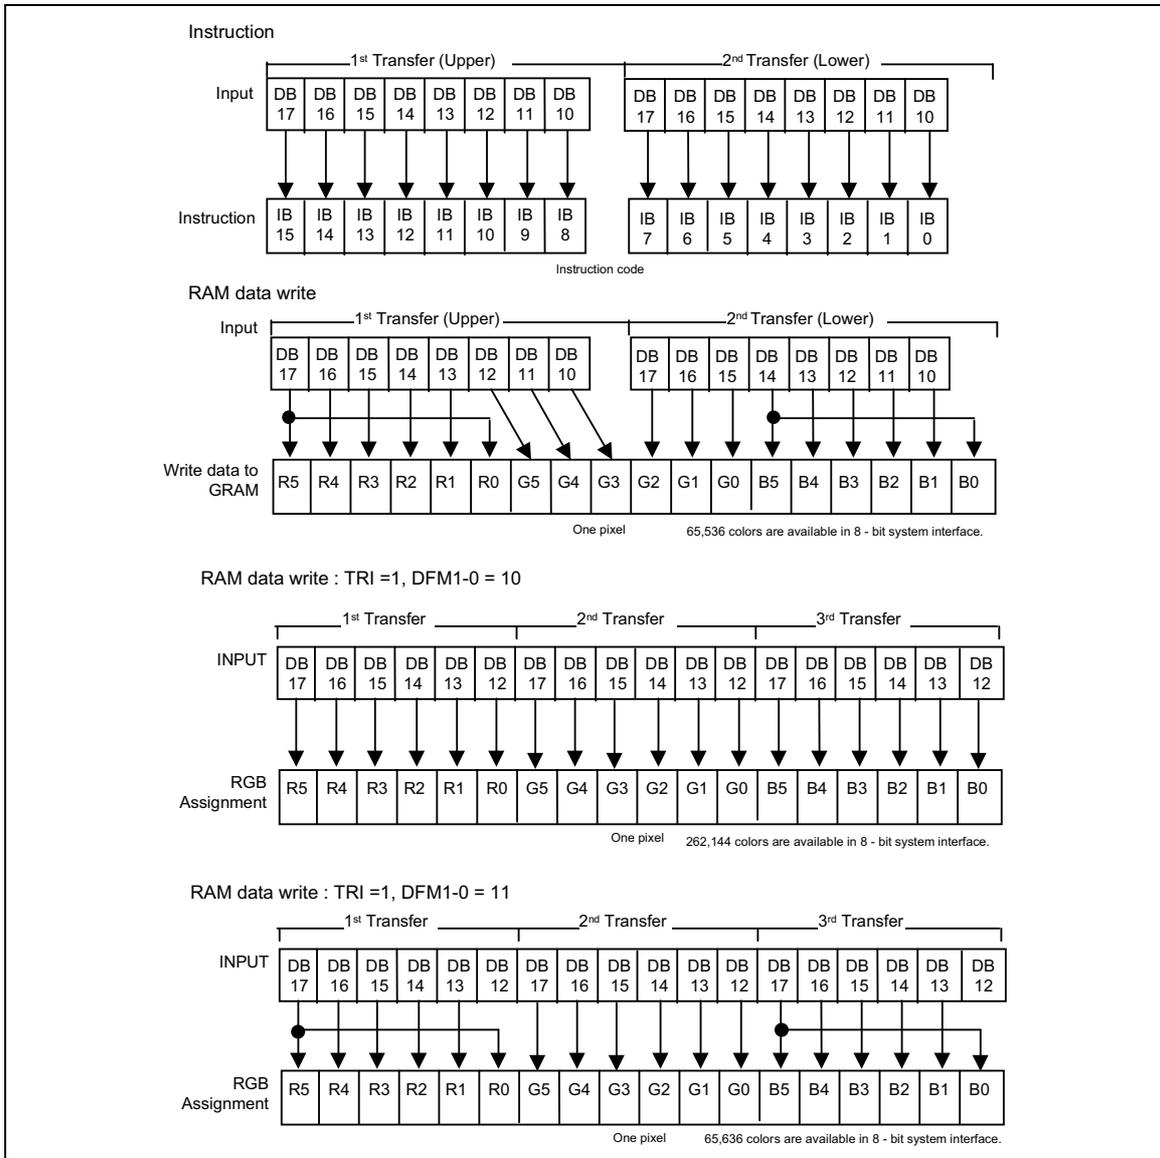 Instruction
1st Transfer (Upper) 2nd Transfer (Lower)
Input DB DB DB DB DB DB DB DB DB DB DB DB DB DB DB DB
17 16 15 14 13 12 11 10 17 16 15 14 13 12 11 10
Instruction IB IB IB IB IB IB IB IB IB IB IB IB IB IB IB IB
15 14 13 12 11 10 9 8 7 6 5 4 3 2 1 0
Instruction code
RAM data write
1st Transfer (Upper) 2nd Transfer (Lower)
Input
DB DB DB DB DB DB DB DB DB DB DB DB DB DB DB DB
17 16 15 14 13 12 11 10 17 16 15 14 13 12 11 10
Write data to
GRAM
R5 R4 R3 R2 R1 R0 G5 G4 G3 G2 G1 G0 B5 B4 B3 B2 B1 B0
One pixel 65,536 colors are available in 8 - bit system interface.
RAM data write : TRI =1, DFM1-0 = 10
1st Transfer 2nd Transfer 3rd Transfer
INPUT DB DB DB DB DB DB DB DB DB DB DB DB DB DB DB DB DB DB
17 16 15 14 13 12 17 16 15 14 13 12 17 16 15 14 13 12
RGB
Assignment
R5 R4 R3 R2 R1 R0 G5 G4 G3 G2 G1 G0 B5 B4 B3 B2 B1 B0
One pixel 262,144 colors are available in 8 - bit system interface.
RAM data write : TRI =1, DFM1-0 = 11
1st Transfer 2nd Transfer 3rd Transfer
INPUT DB DB DB DB DB DB DB DB DB DB DB DB DB DB DB DB DB DB
17 16 15 14 13 12 17 16 15 14 13 12 17 16 15 14 13 12
RGB
Assignment
R5 R4 R3 R2 R1 R0 G5 G4 G3 G2 G1 G0 B5 B4 B3 B2 B1 B0
One pixel 65,636 colors are available in 8 - bit system interface.